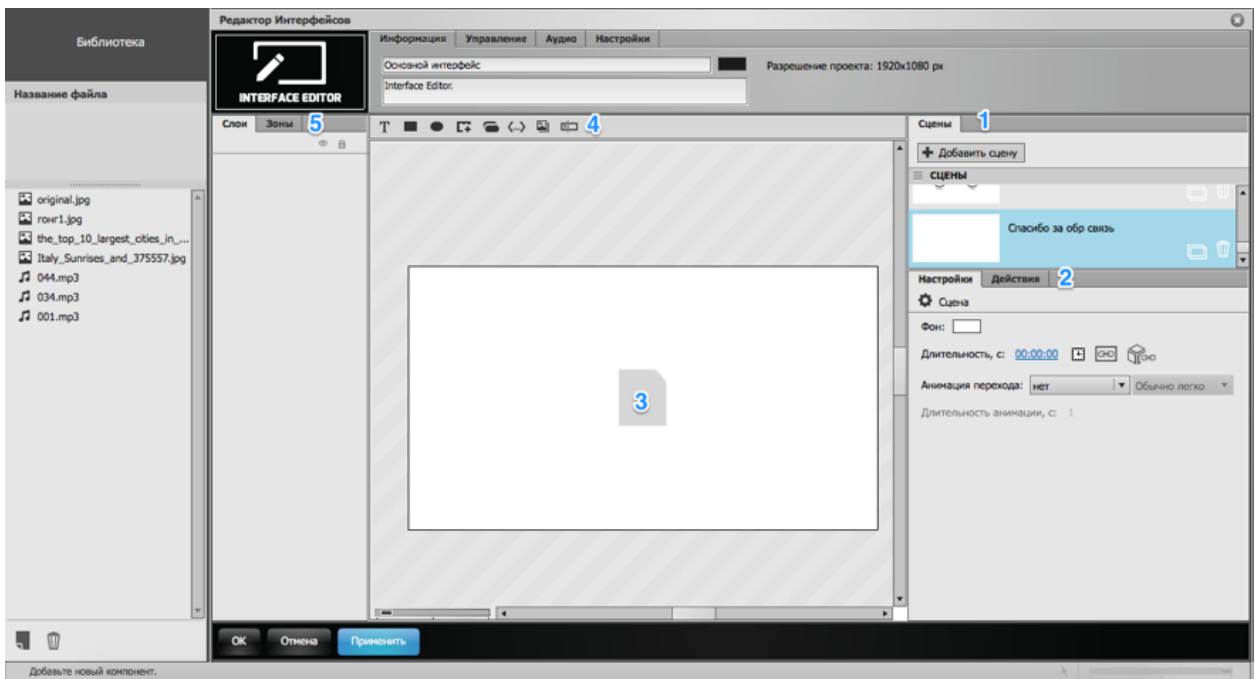 Редактор Интерфейсов
Библиотека
Название файла
original.jpg
гонг1.jpg
the_top_10_largest_cities_in_...
Italy_Sunrises_and_375557.jpg
044.mp3
034.mp3
001.mp3
Добавьте новый компонент.
INTERFACE EDITOR
Информация Управление Аудио Настройки
Основной интерфейс
Разрешение проекта: 1920x1080 px
Interface Editor.
Слои Зоны 5
T 4
3
Сцены 1
Добавить сцену
СЦЕНЫ
Спасибо за обр связь
Настройки Действия 2
Сцена
Фон:
Длительность, с: 00:00:00
Анимация перехода: нет Обычно легко
Длительность анимации, с: 1
OK Отмена Применить